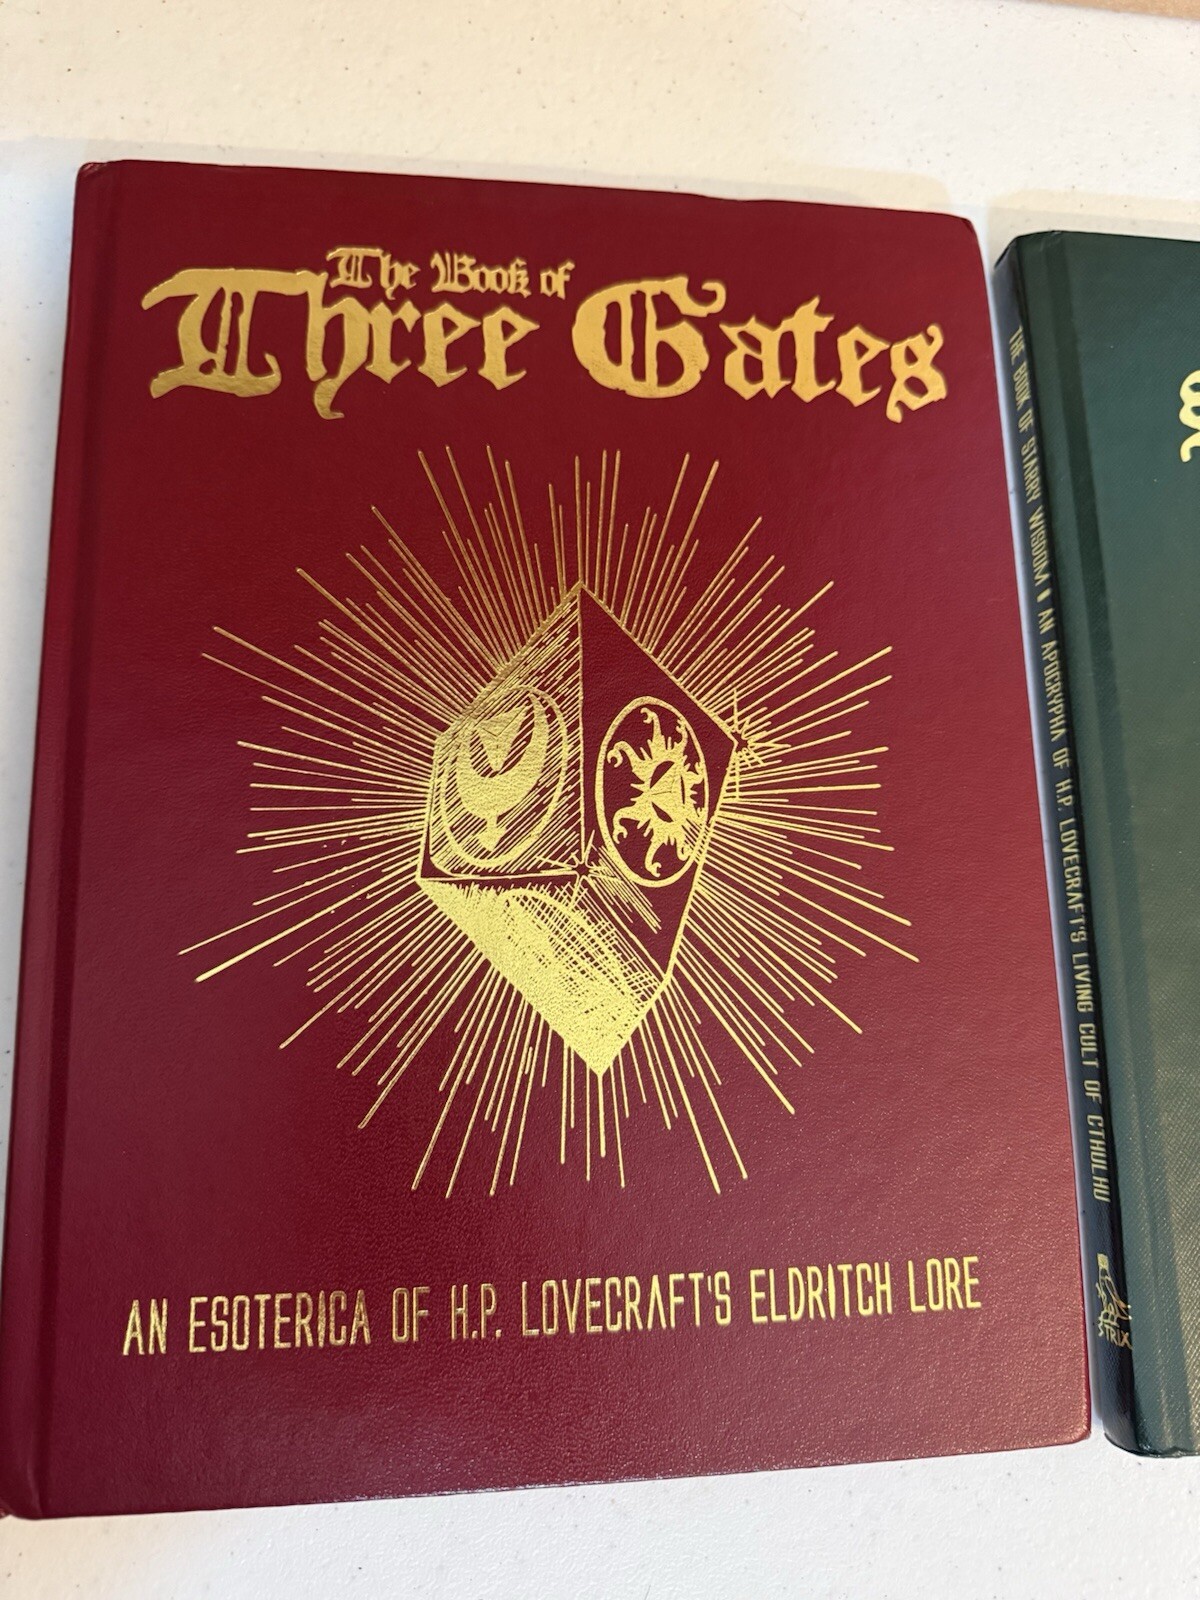 The Book of
Three Gates
AN ESOTERICA OF H.P. LOVECRAFT'S ELDRITCH LORE
THE BOOK OF STARRY WISDOM ▮ AN APOCRYPHA OF H.P. LOVECRAFT'S LIVING CULT OF CTHULHU
STRIX